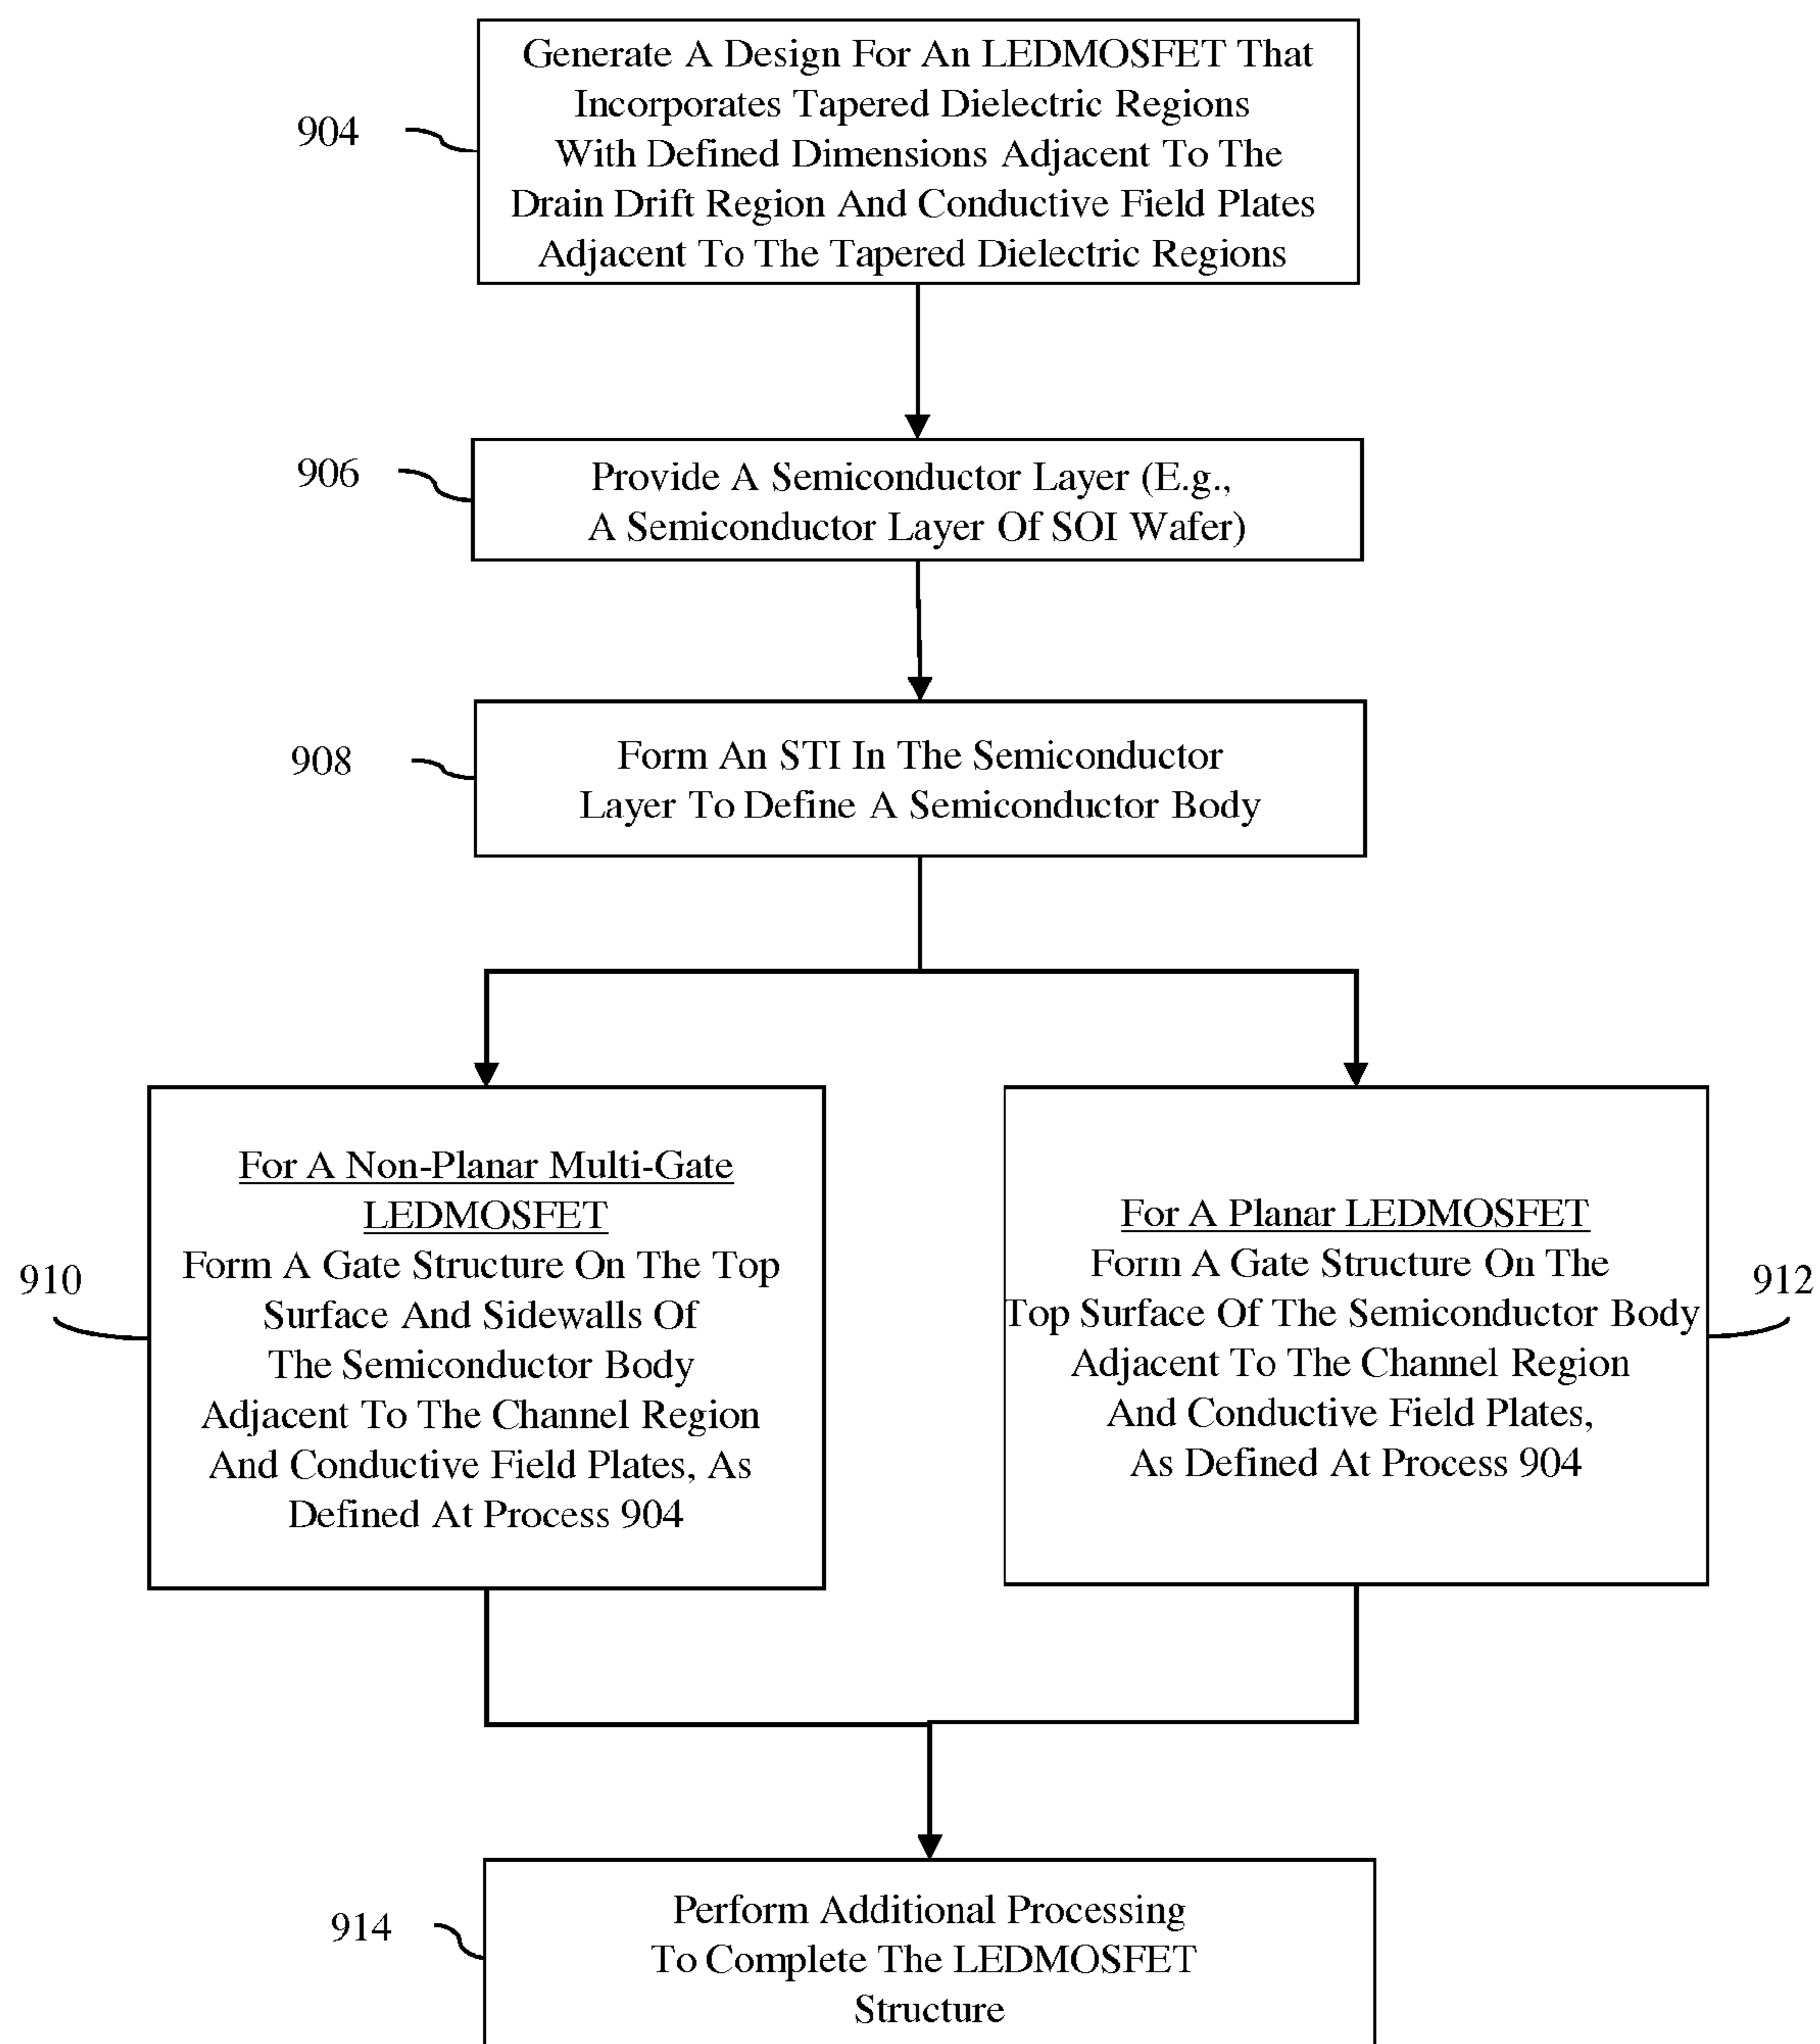 904
Generate A Design For An LEDMOSFET That
Incorporates Tapered Dielectric Regions
With Defined Dimensions Adjacent To The
Drain Drift Region And Conductive Field Plates
Adjacent To The Tapered Dielectric Regions
906
Provide A Semiconductor Layer (E.g.,
A Semiconductor Layer Of SOI Wafer)
908
Form An STI In The Semiconductor
Layer To Define A Semiconductor Body
910
For A Non-Planar Multi-Gate
LEDMOSFET
Form A Gate Structure On The Top
Surface And Sidewalls Of
The Semiconductor Body
Adjacent To The Channel Region
And Conductive Field Plates, As
Defined At Process 904
For A Planar LEDMOSFET
Form A Gate Structure On The
Top Surface Of The Semiconductor Body
Adjacent To The Channel Region
And Conductive Field Plates,
As Defined At Process 904
912
914
Perform Additional Processing
To Complete The LEDMOSFET
Structure